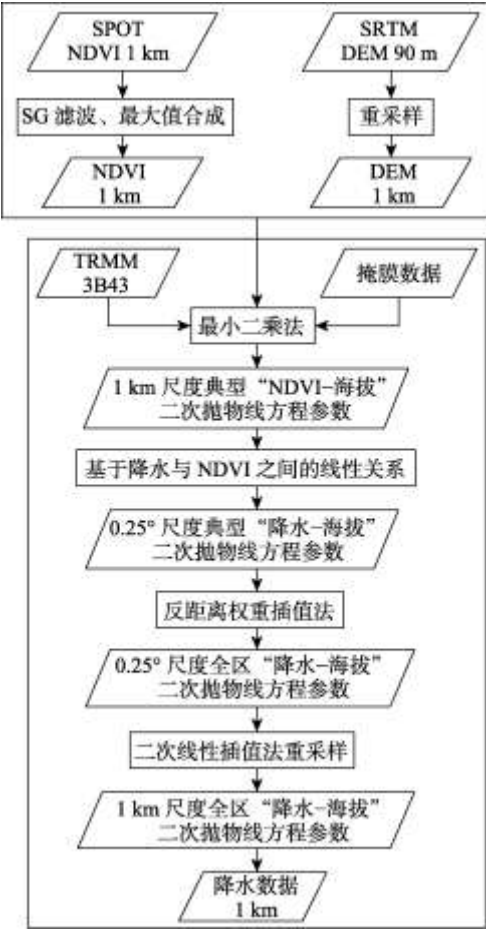 SPOT
NDVI 1 km
SRTM
DEM 90 m
SG 滤波、最大值合成
重采样
NDVI
1 km
DEM
1 km
TRMM
3B43
掩膜数据
最小二乘法
1 km 尺度典型“NDVI–海拔”
二次抛物线方程参数
基于降水与 NDVI 之间的线性关系
0.25° 尺度典型“降水–海拔”
二次抛物线方程参数
反距离权重插值法
0.25° 尺度全区“降水–海拔”
二次抛物线方程参数
二次线性插值法重采样
1 km 尺度全区“降水–海拔”
二次抛物线方程参数
降水数据
1 km